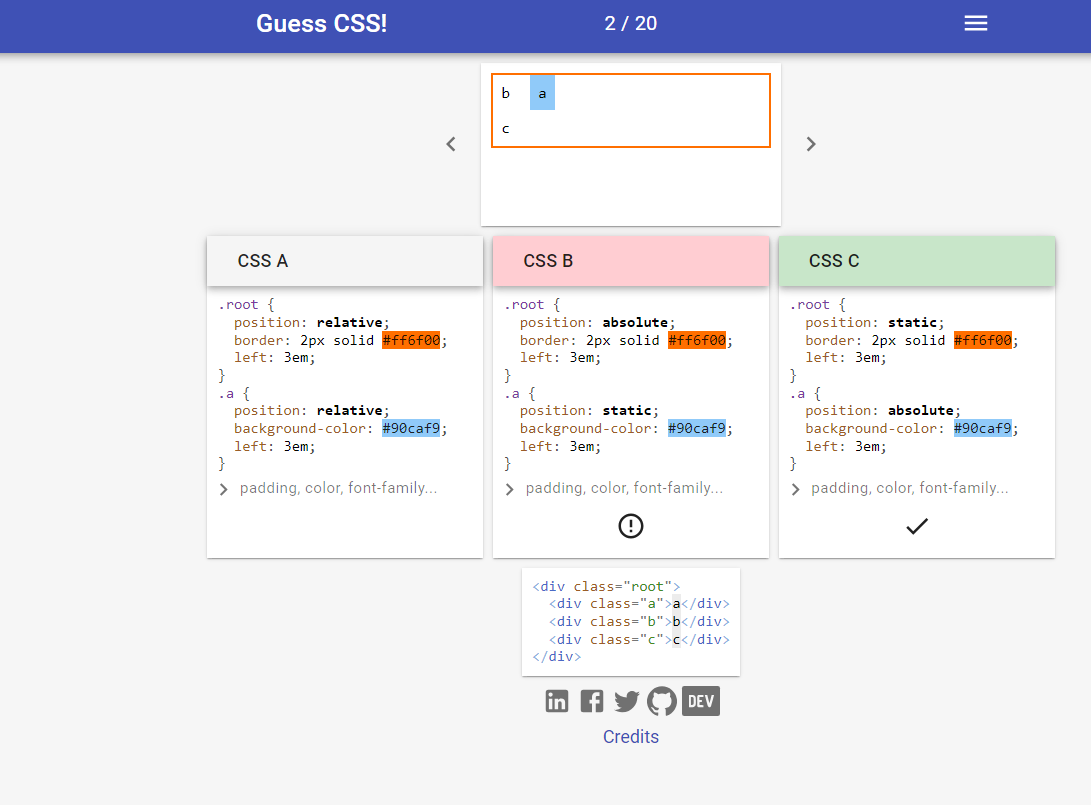 Guess CSS!
2 / 20
b a
c
CSS A
.root {
  position: relative;
  border: 2px solid #ff6f00;
  left: 3em;
}
.a {
  position: relative;
  background-color: #90caf9;
  left: 3em;
}
padding, color, font-family...
CSS B
.root {
  position: absolute;
  border: 2px solid #ff6f00;
  left: 3em;
}
.a {
  position: static;
  background-color: #90caf9;
  left: 3em;
}
padding, color, font-family...
CSS C
.root {
  position: static;
  border: 2px solid #ff6f00;
  left: 3em;
}
.a {
  position: absolute;
  background-color: #90caf9;
  left: 3em;
}
padding, color, font-family...
<div class="root">
  <div class="a">a</div>
  <div class="b">b</div>
  <div class="c">c</div>
</div>
in f DEV
Credits